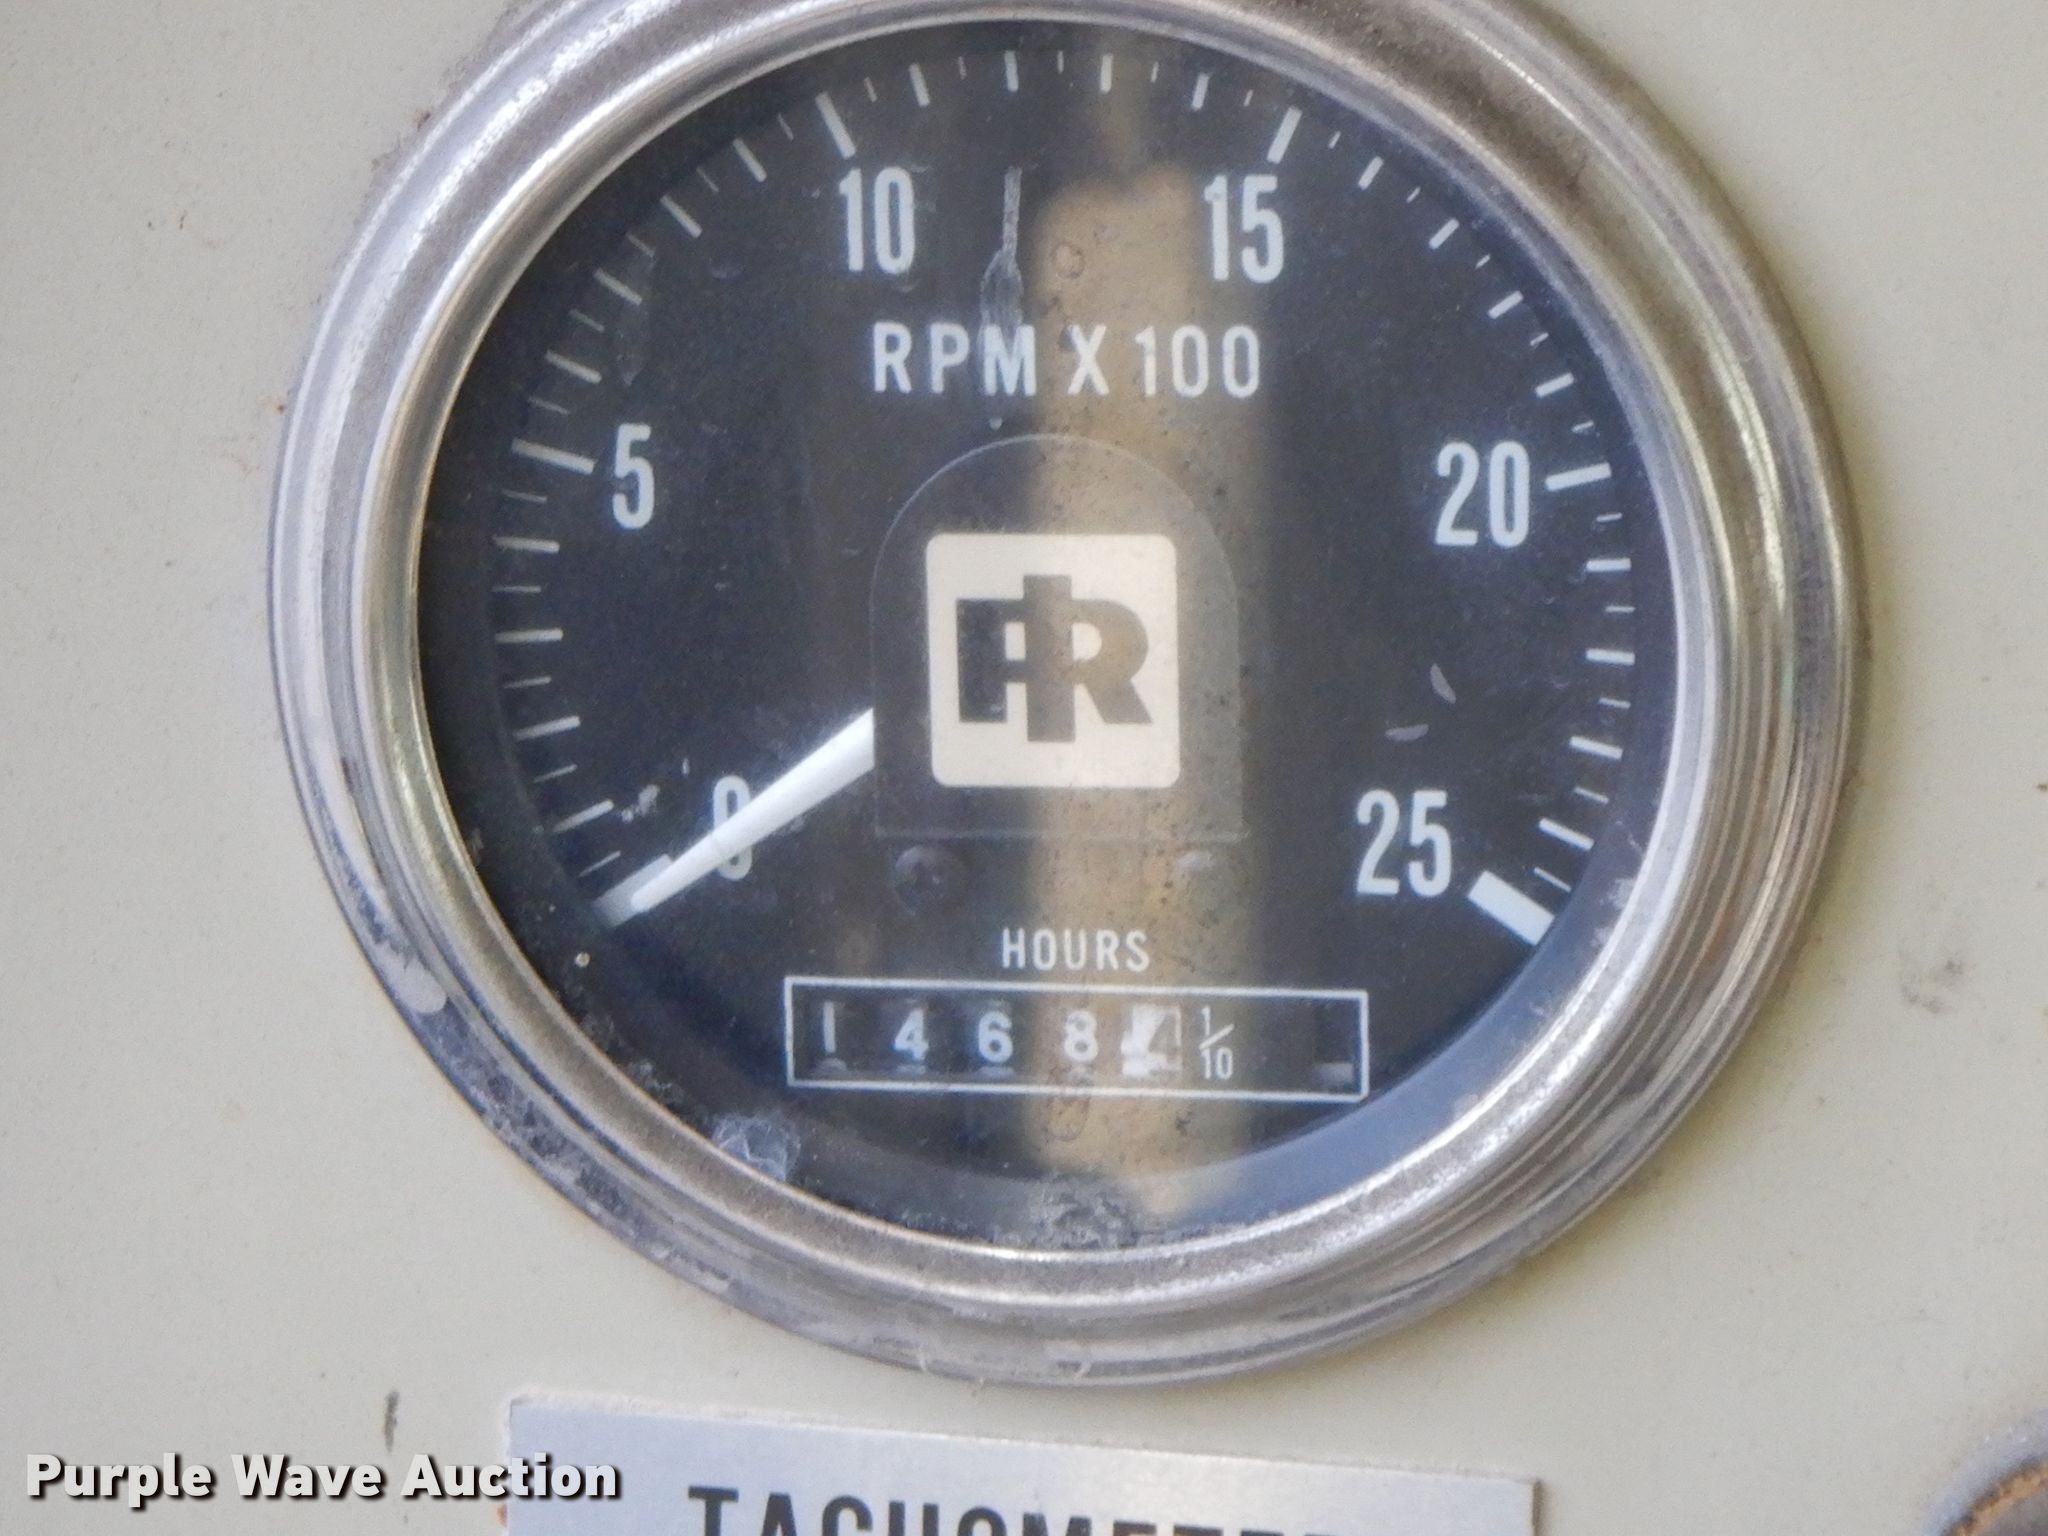 10 15
RPM X 100
5 20
IR
0 25
HOURS
1 4 6 8 4 1/10
Purple Wave Auction
TACHOMETER